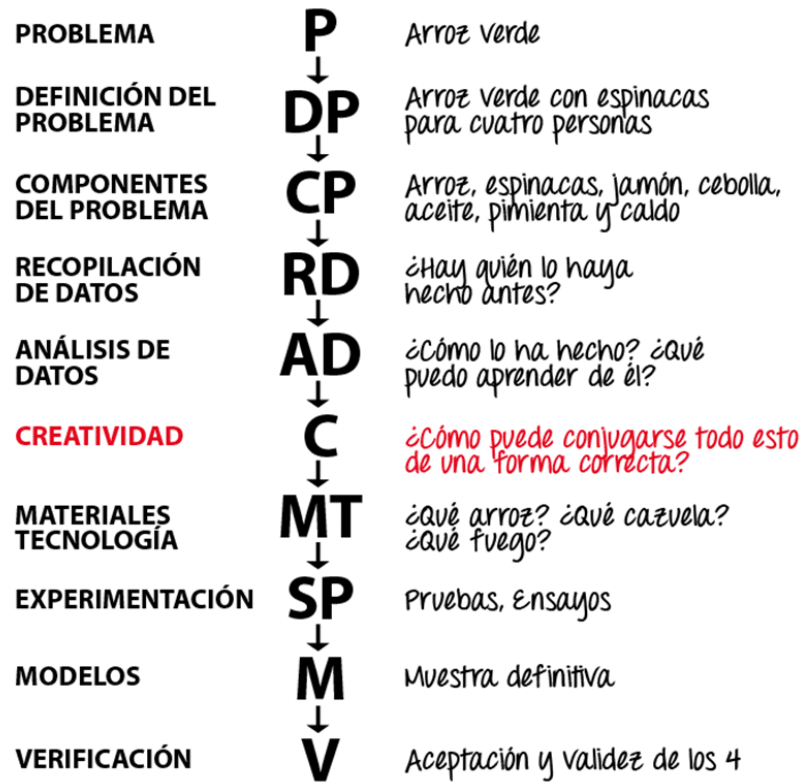 PROBLEMA P Arroz verde
DEFINICIÓN DEL PROBLEMA DP Arroz verde con espinacas
para cuatro personas
COMPONENTES DEL PROBLEMA CP Arroz, espinacas, jamón, cebolla,
aceite, pimienta y caldo
RECOPILACIÓN DE DATOS RD ¿Hay quién lo haya
hecho antes?
ANÁLISIS DE DATOS AD ¿Cómo lo ha hecho? ¿Qué
puedo aprender de él?
CREATIVIDAD C ¿Cómo puede conjugarse todo esto
de una forma correcta?
MATERIALES TECNOLOGÍA MT ¿Qué arroz? ¿Qué cazuela?
¿Qué fuego?
EXPERIMENTACIÓN SP Pruebas, Ensayos
MODELOS M Muestra definitiva
VERIFICACIÓN V Aceptación y validez de los 4